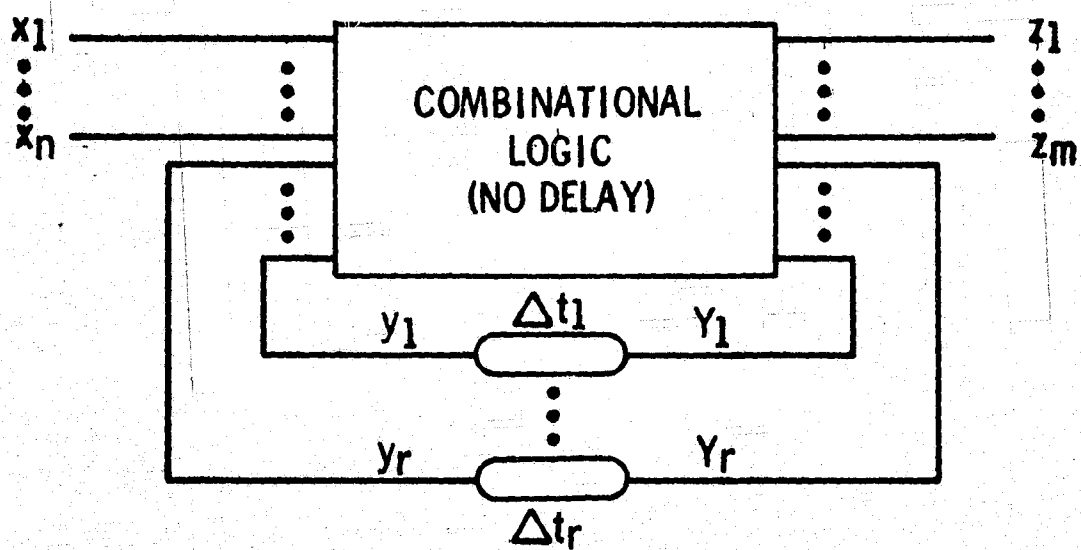 x1
z1
COMBINATIONAL
LOGIC
(NO DELAY)
xn
zm
Δt1
y1
Y1
yr
Yr
Δtr